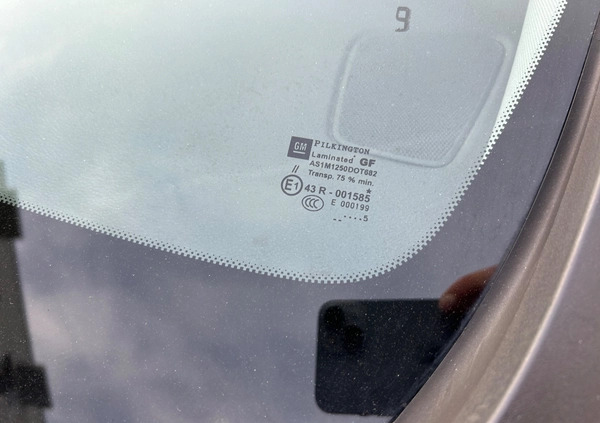 9
GM PILKINGTON
Laminated GF
AS1M1250DOT682
Transp. 75 % min.
//
E1 43 R - 001585
CCC E 000199
.. ···· 5